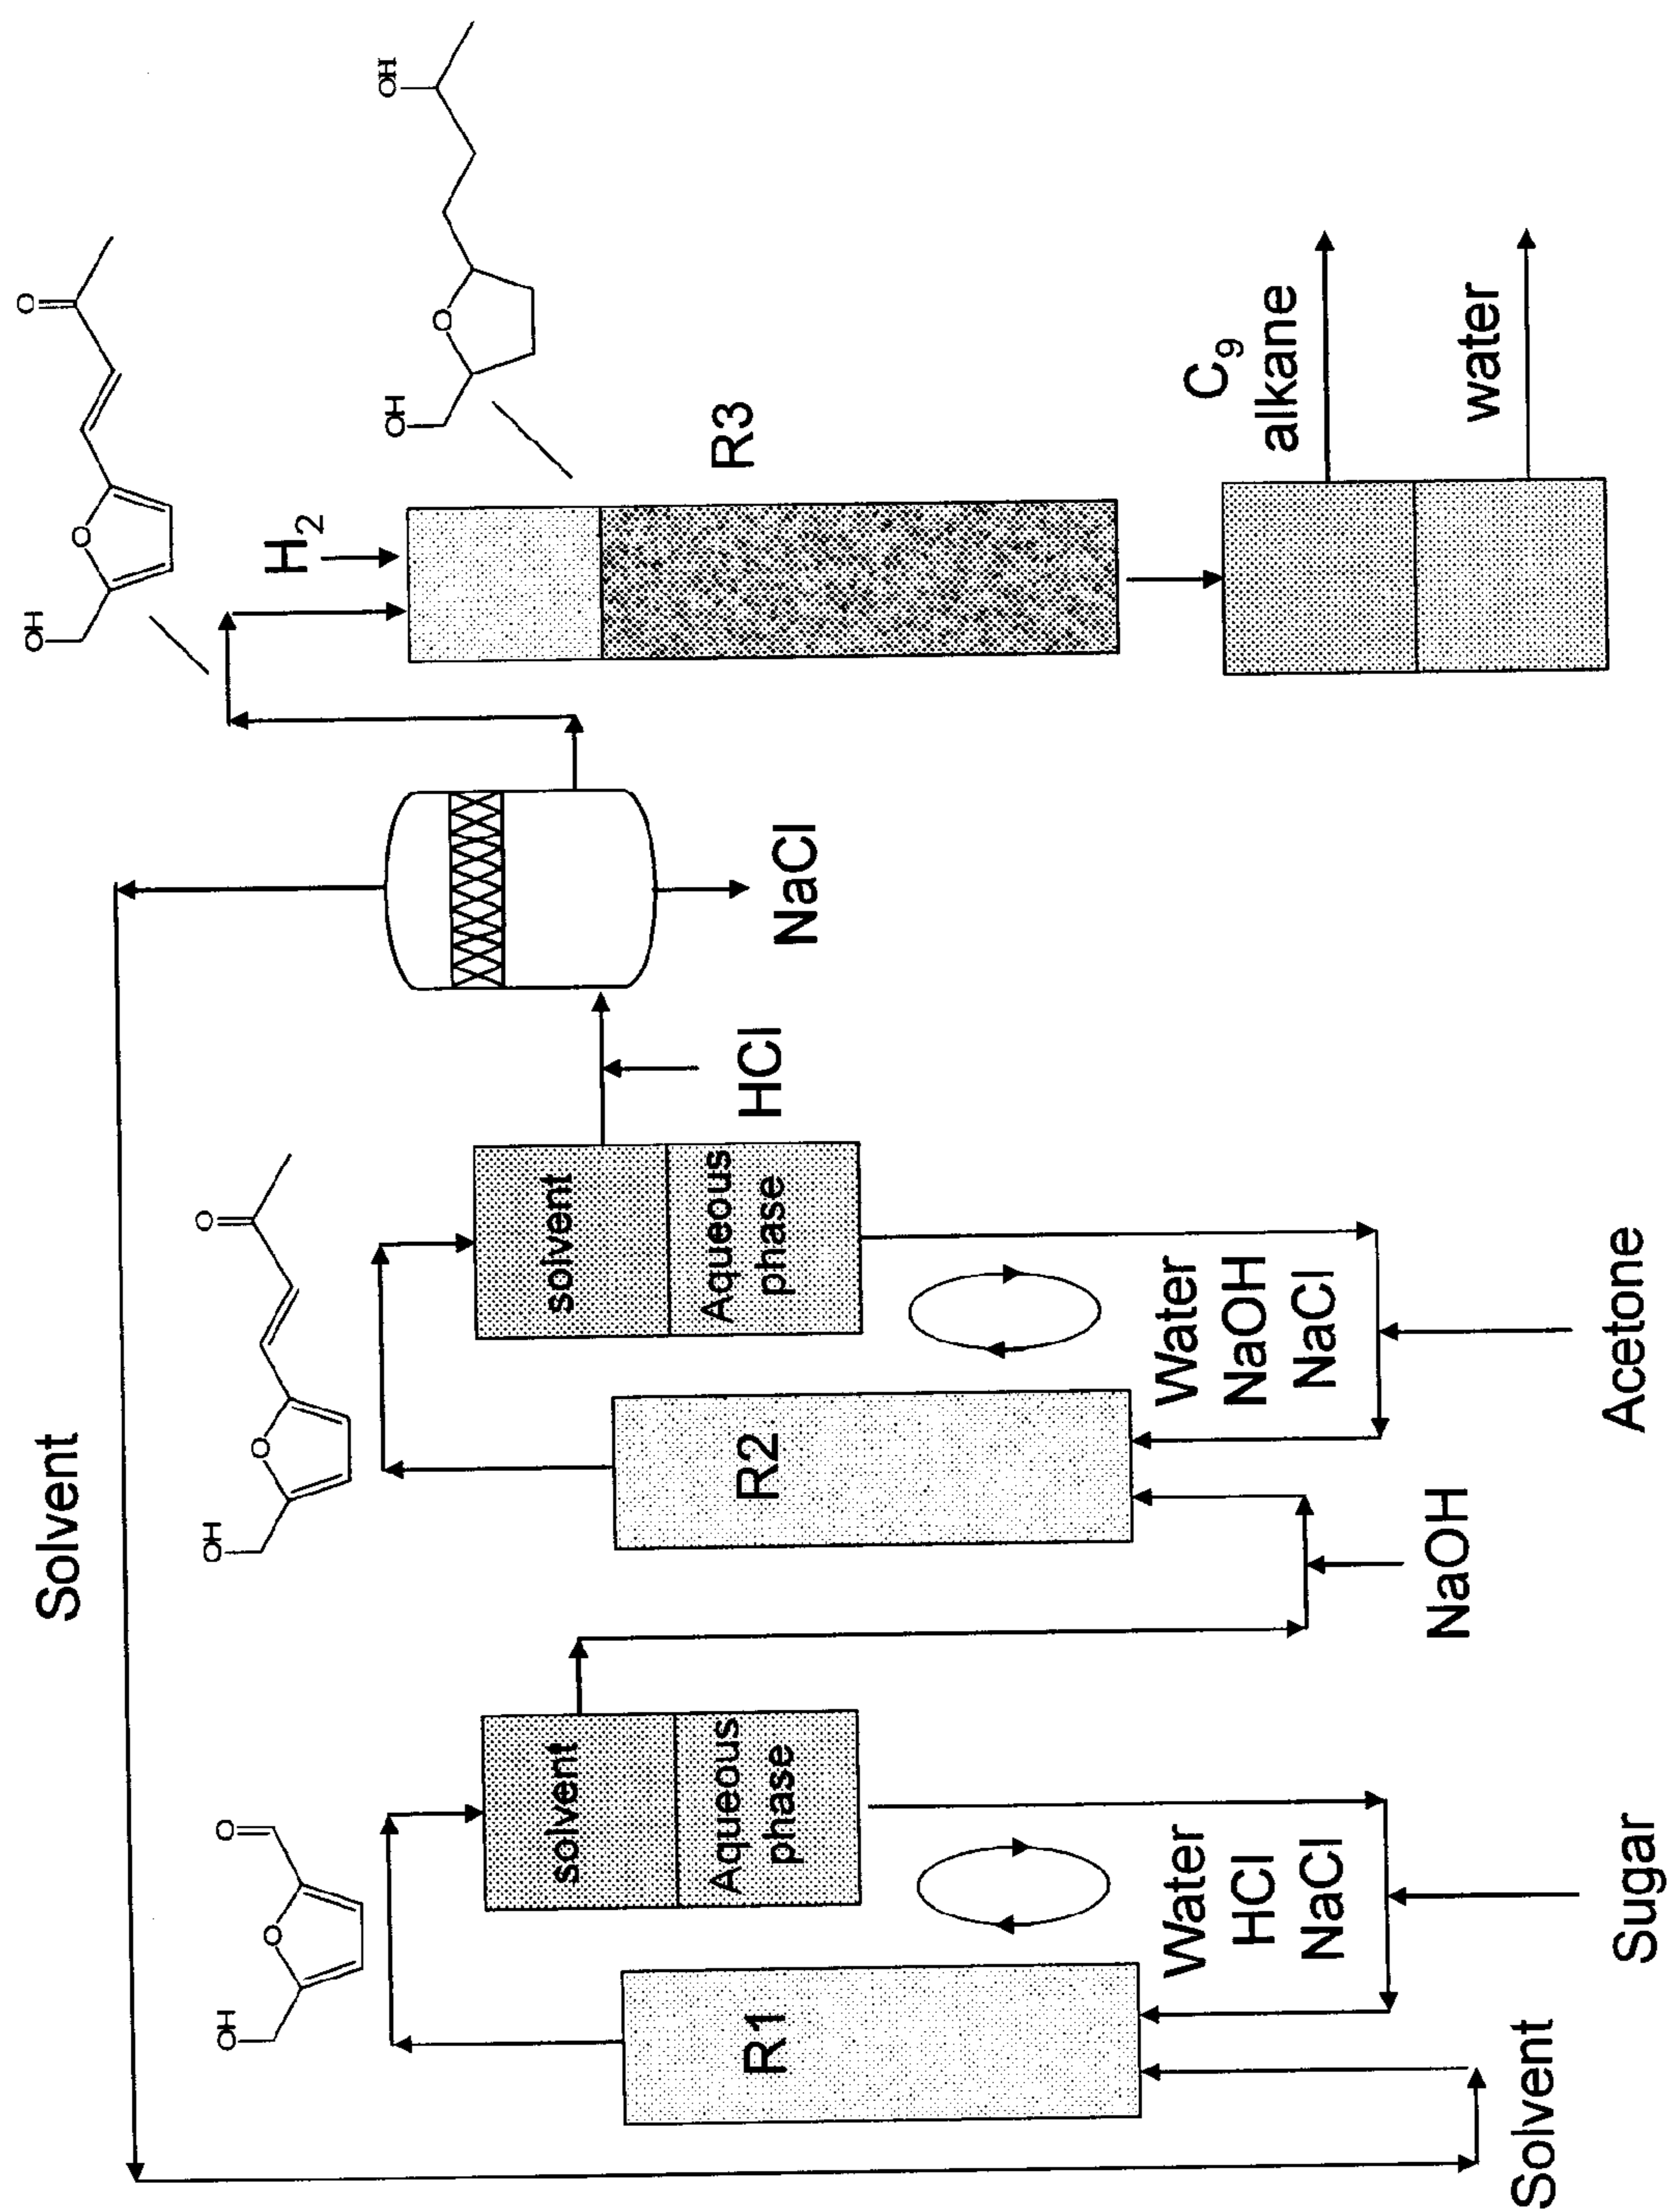 Solvent
OH
O
O
OH
O
O
OH
O
O
OH
O
OH
R1
solvent
Aqueous
phase
Water
HCl
NaCl
Solvent
Sugar
R2
solvent
Aqueous
phase
Water
NaOH
NaCl
NaOH
Acetone
HCl
NaCl
H2
R3
C9
alkane
water